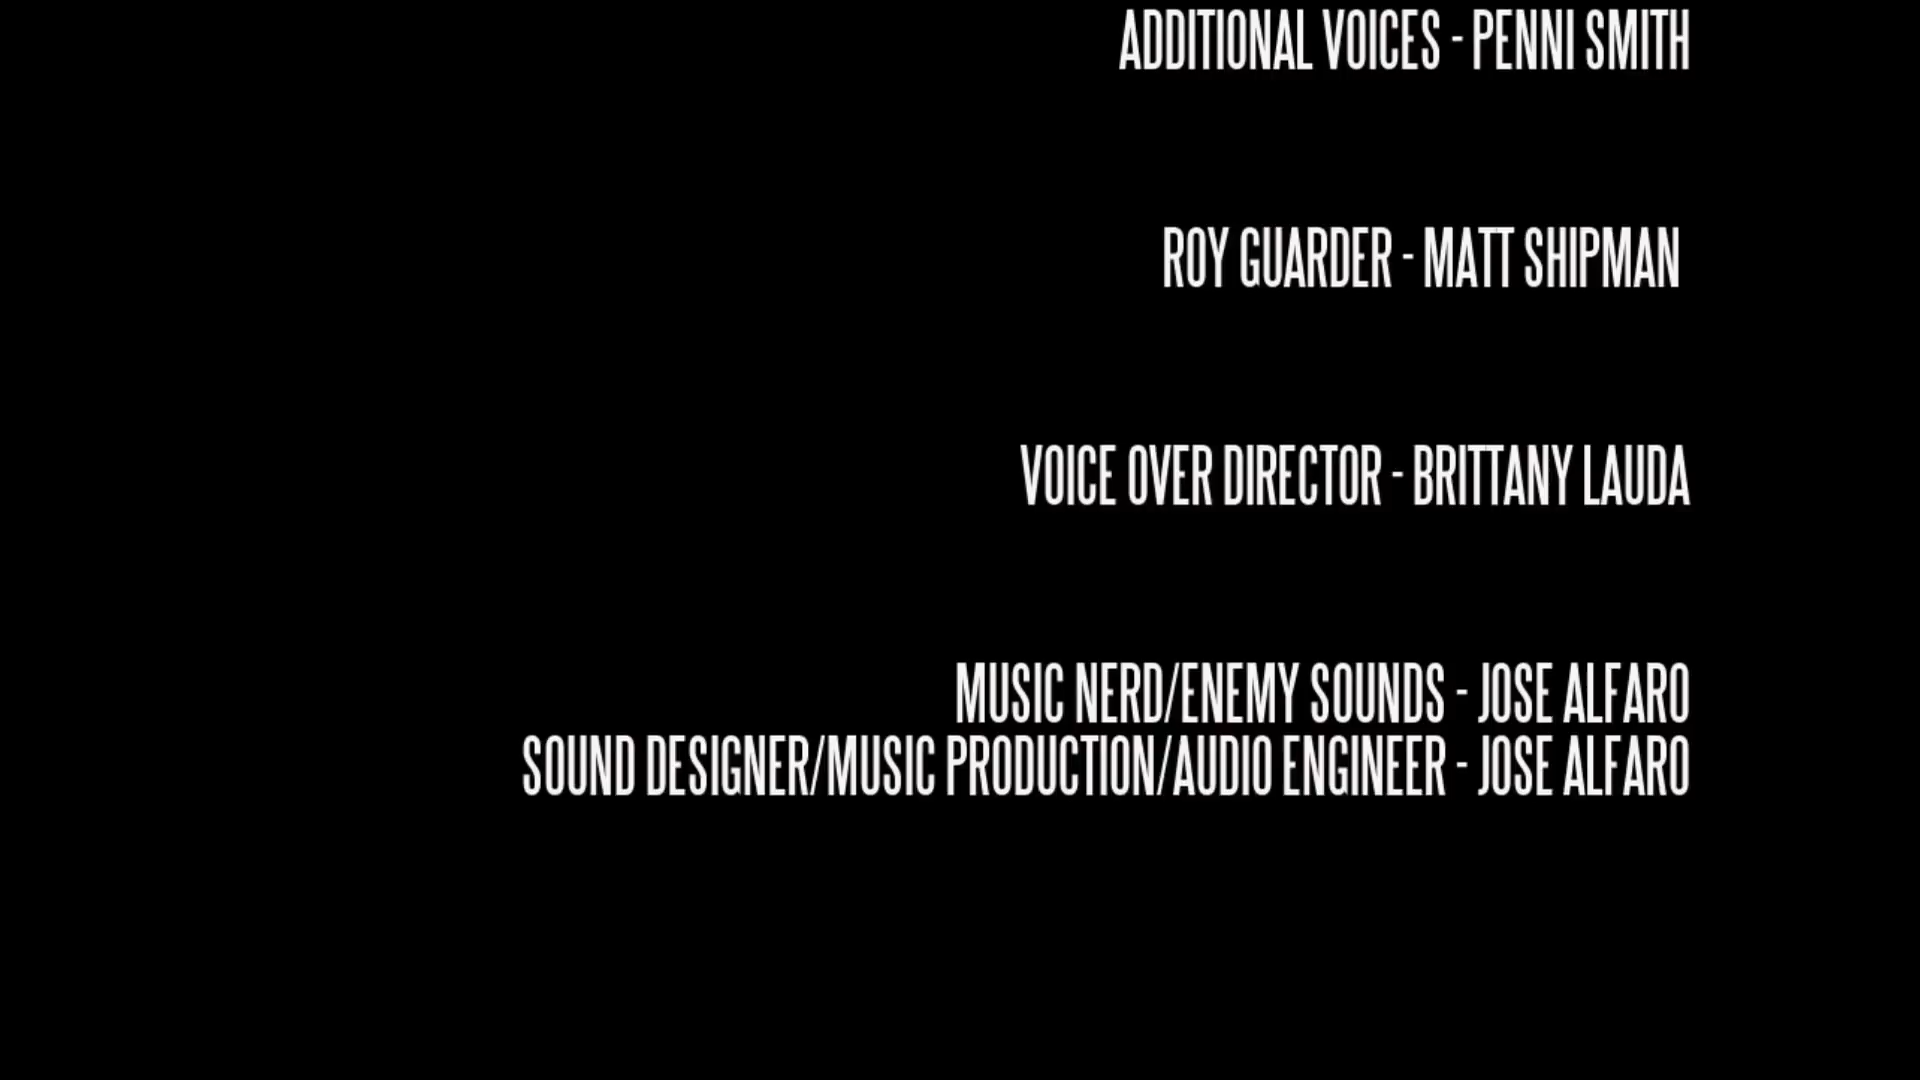 ADDITIONAL VOICES - PENNI SMITH
ROY GUARDER - MATT SHIPMAN
VOICE OVER DIRECTOR - BRITTANY LAUDA
MUSIC NERD/ENEMY SOUNDS - JOSE ALFARO
SOUND DESIGNER/MUSIC PRODUCTION/AUDIO ENGINEER - JOSE ALFARO